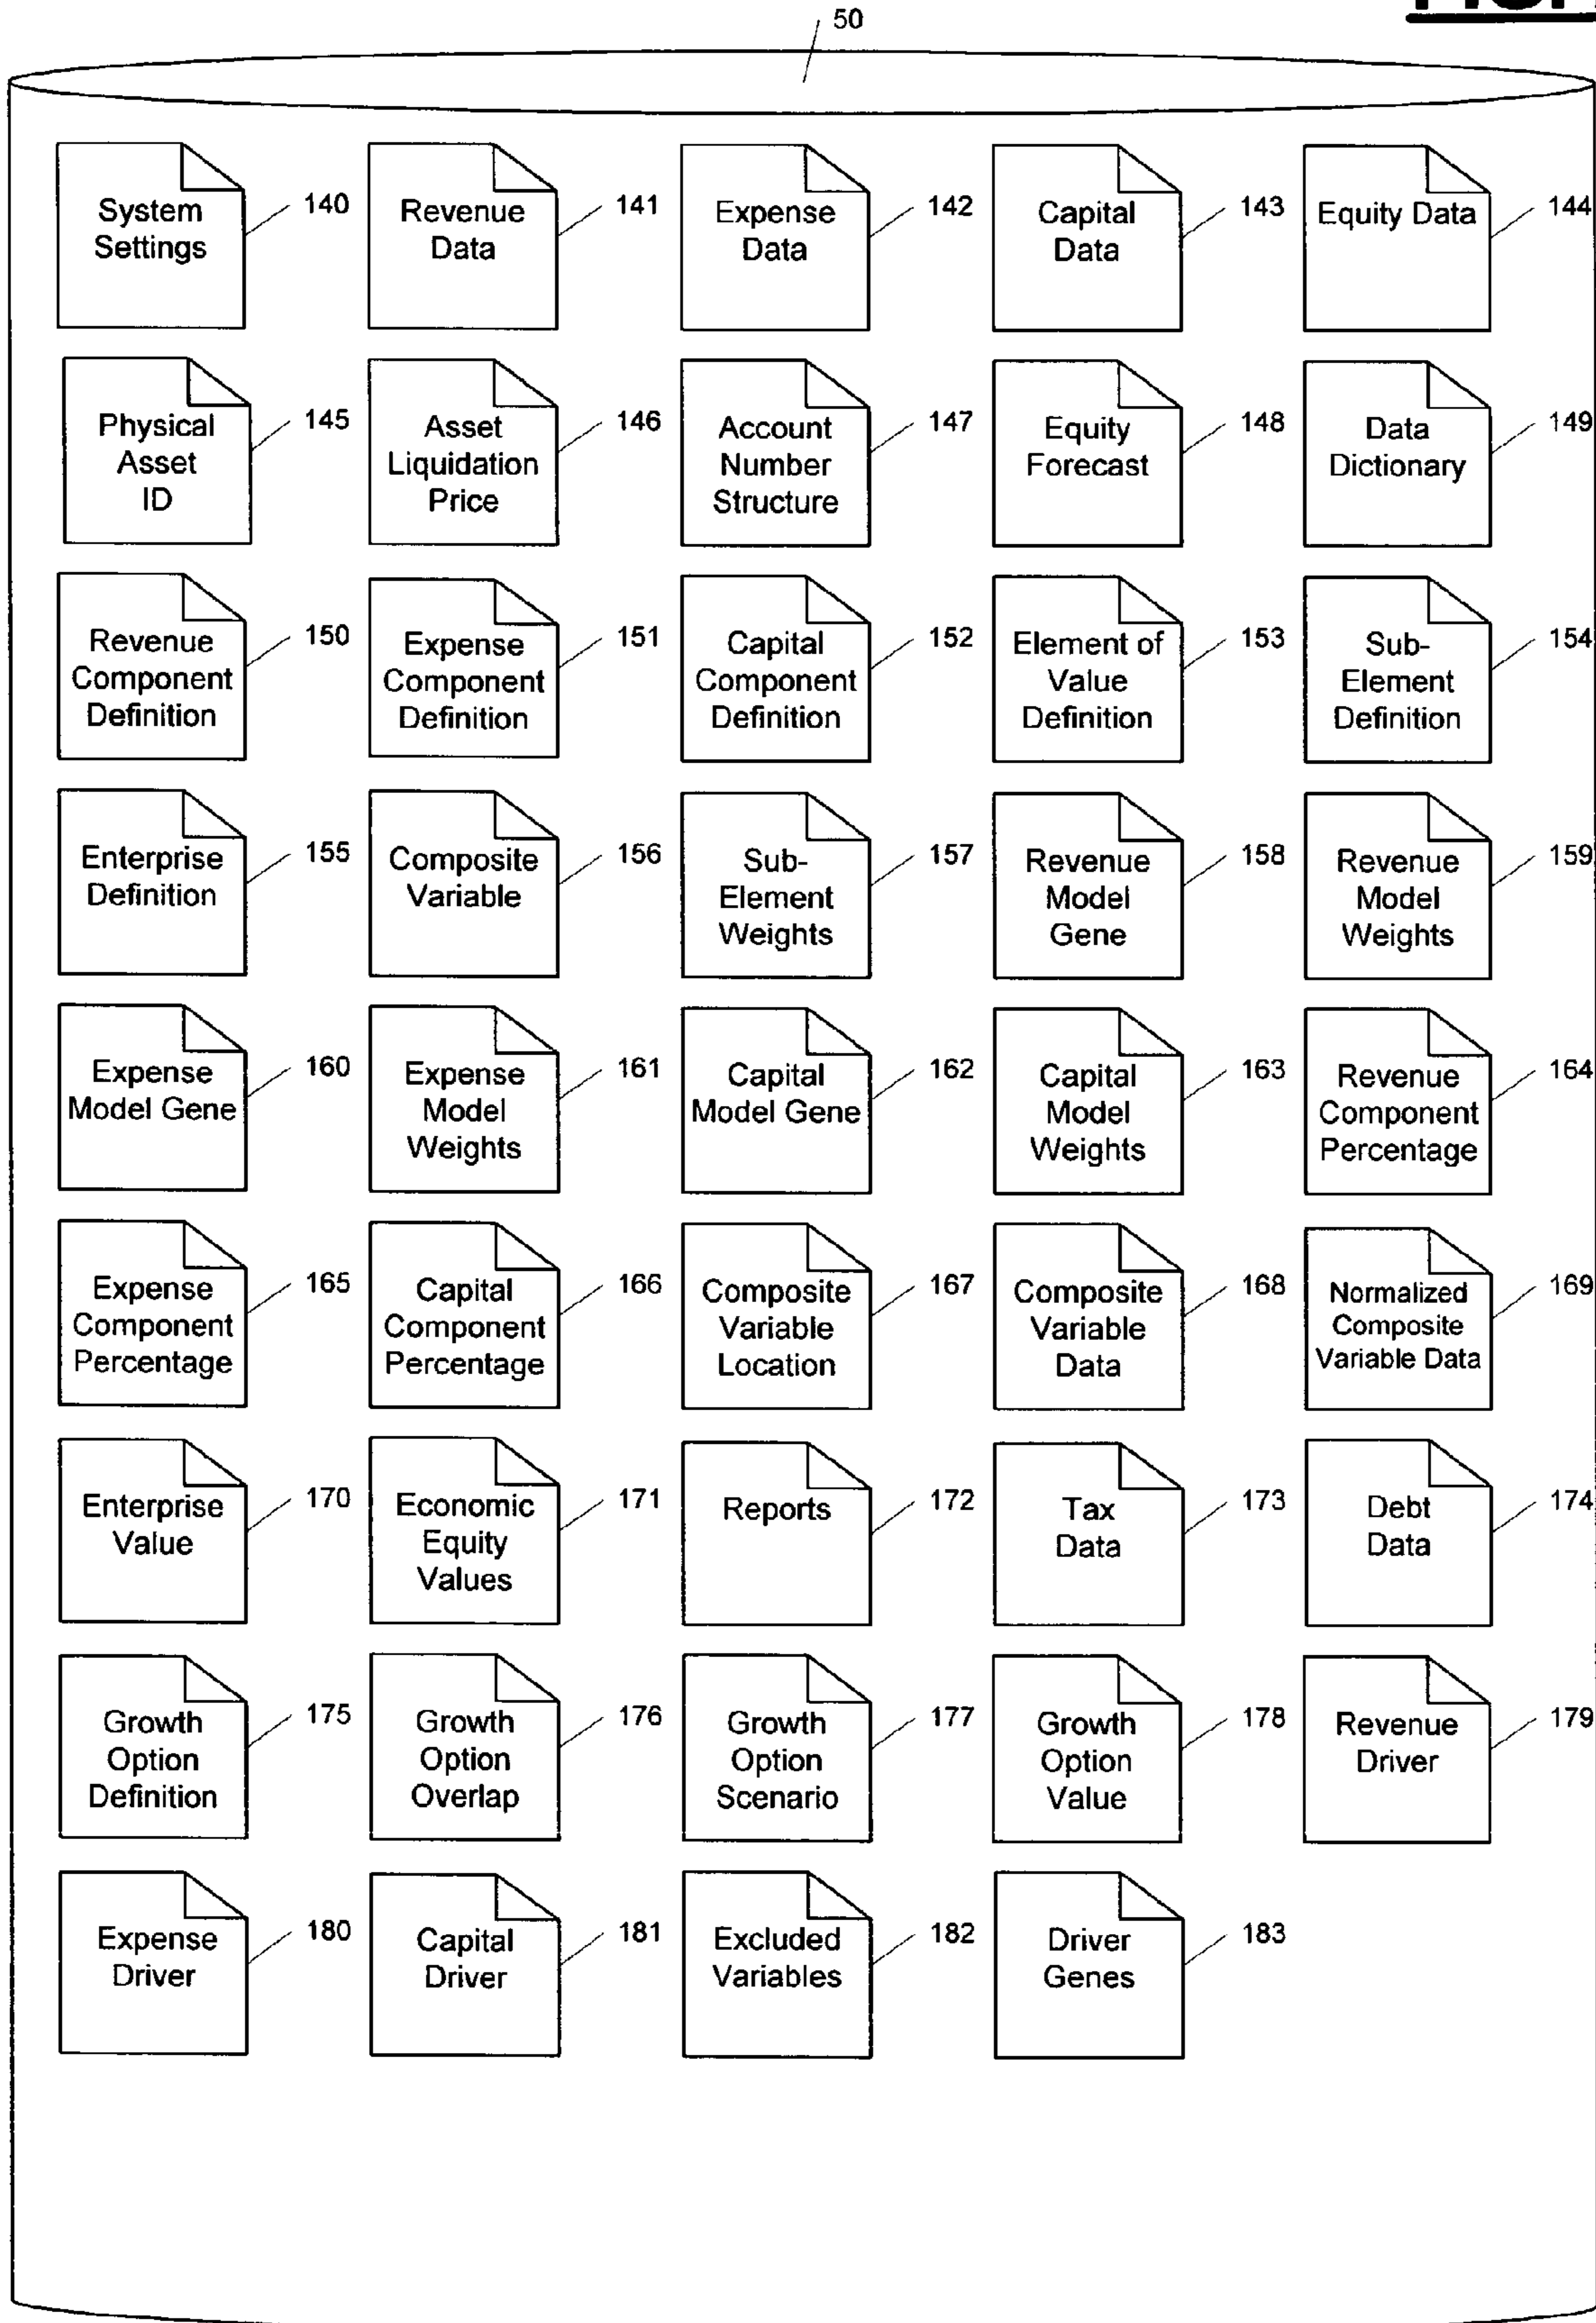 50
System
Settings
140
Revenue
Data
141
Expense
Data
142
Capital
Data
143
Equity Data
144
Physical
Asset
ID
145
Asset
Liquidation
Price
146
Account
Number
Structure
147
Equity
Forecast
148
Data
Dictionary
149
Revenue
Component
Definition
150
Expense
Component
Definition
151
Capital
Component
Definition
152
Element of
Value
Definition
153
Sub-
Element
Definition
154
Enterprise
Definition
155
Composite
Variable
156
Sub-
Element
Weights
157
Revenue
Model
Gene
158
Revenue
Model
Weights
159
Expense
Model Gene
160
Expense
Model
Weights
161
Capital
Model Gene
162
Capital
Model
Weights
163
Revenue
Component
Percentage
164
Expense
Component
Percentage
165
Capital
Component
Percentage
166
Composite
Variable
Location
167
Composite
Variable
Data
168
Normalized
Composite
Variable Data
169
Enterprise
Value
170
Economic
Equity
Values
171
Reports
172
Tax
Data
173
Debt
Data
174
Growth
Option
Definition
175
Growth
Option
Overlap
176
Growth
Option
Scenario
177
Growth
Option
Value
178
Revenue
Driver
179
Expense
Driver
180
Capital
Driver
181
Excluded
Variables
182
Driver
Genes
183